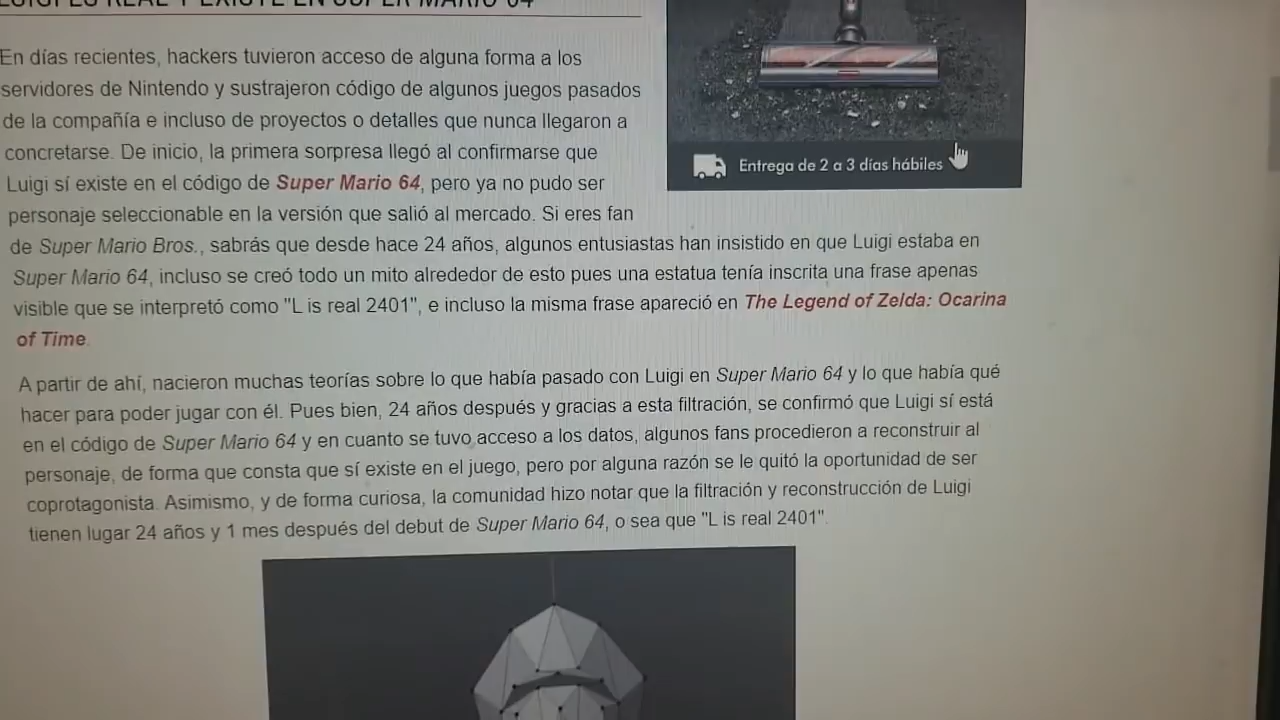 LUIGI ES REAL Y EXISTE EN SUPER MARIO 64
En días recientes, hackers tuvieron acceso de alguna forma a los
servidores de Nintendo y sustrajeron código de algunos juegos pasados
de la compañía e incluso de proyectos o detalles que nunca llegaron a
concretarse. De inicio, la primera sorpresa llegó al confirmarse que
Luigi sí existe en el código de Super Mario 64, pero ya no pudo ser
personaje seleccionable en la versión que salió al mercado. Si eres fan
de Super Mario Bros., sabrás que desde hace 24 años, algunos entusiastas han insistido en que Luigi estaba en
Super Mario 64, incluso se creó todo un mito alrededor de esto pues una estatua tenía inscrita una frase apenas
visible que se interpretó como "L is real 2401", e incluso la misma frase apareció en The Legend of Zelda: Ocarina
of Time.
Entrega de 2 a 3 días hábiles
A partir de ahí, nacieron muchas teorías sobre lo que había pasado con Luigi en Super Mario 64 y lo que había qué
hacer para poder jugar con él. Pues bien, 24 años después y gracias a esta filtración, se confirmó que Luigi sí está
en el código de Super Mario 64 y en cuanto se tuvo acceso a los datos, algunos fans procedieron a reconstruir al
personaje, de forma que consta que sí existe en el juego, pero por alguna razón se le quitó la oportunidad de ser
coprotagonista. Asimismo, y de forma curiosa, la comunidad hizo notar que la filtración y reconstrucción de Luigi
tienen lugar 24 años y 1 mes después del debut de Super Mario 64, o sea que "L is real 2401".